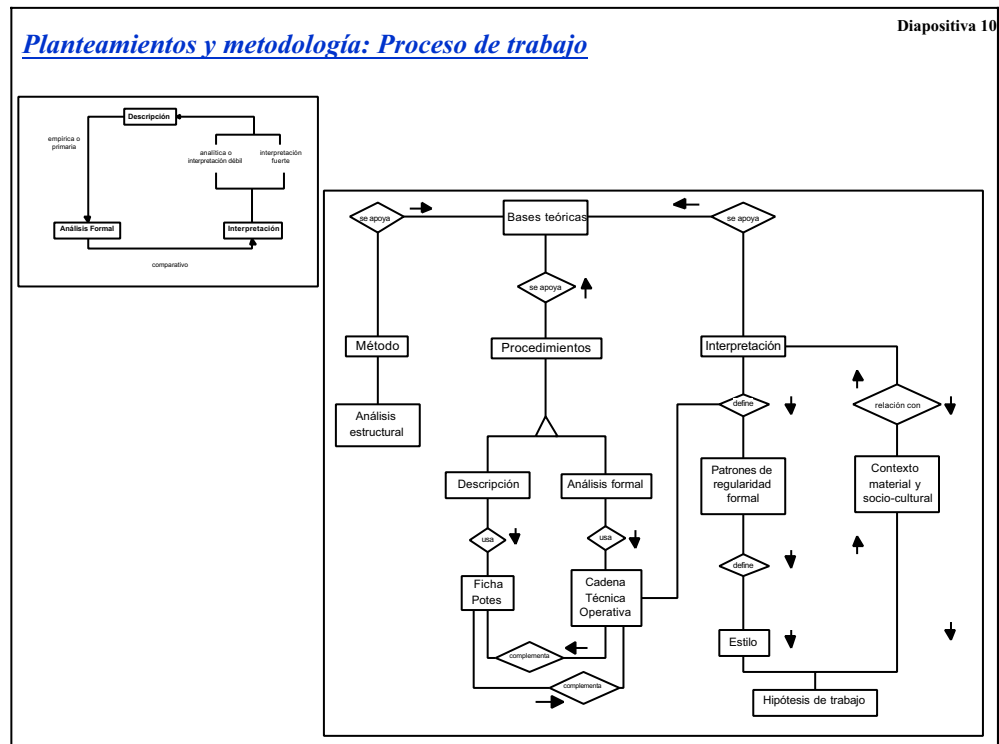 Diapositiva 10
Planteamientos y metodología: Proceso de trabajo
Descripción
empírica o
primaria
analítica o
interpretación débil
interpretación
fuerte
Análisis Formal
Interpretación
comparativo
se apoya
Bases teóricas
se apoya
se apoya
Método
Procedimientos
Interpretación
Análisis
estructural
define
relación con
Descripción
Análisis formal
Patrones de
regularidad
formal
Contexto
material y
socio-cultural
usa
usa
define
Ficha
Potes
Cadena
Técnica
Operativa
Estilo
complementa
complementa
Hipótesis de trabajo